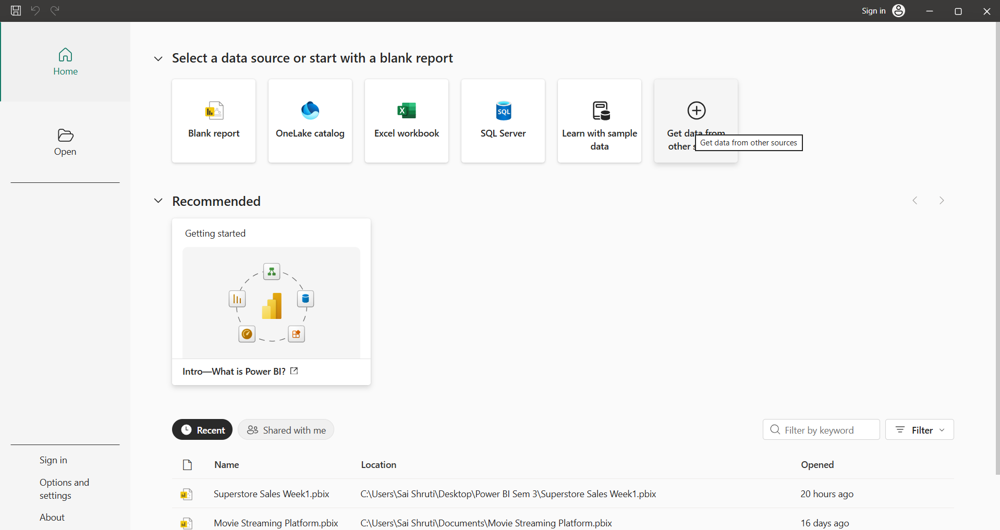 Sign in
Home
Open
Select a data source or start with a blank report
Blank report
OneLake catalog
Excel workbook
SQL
SQL Server
Learn with sample
data
Get data from
other
Get data from other sources
Recommended
Getting started
Intro—What is Power BI?
Recent
Shared with me
Filter by keyword
Filter
Name
Location
Opened
Superstore Sales Week1.pbix
C:\Users\Sai Shruti\Desktop\Power BI Sem 3\Superstore Sales Week1.pbix
20 hours ago
Movie Streaming Platform.pbix
C:\Users\Sai Shruti\Documents\Movie Streaming Platform.pbix
16 days ago
Sign in
Options and
settings
About